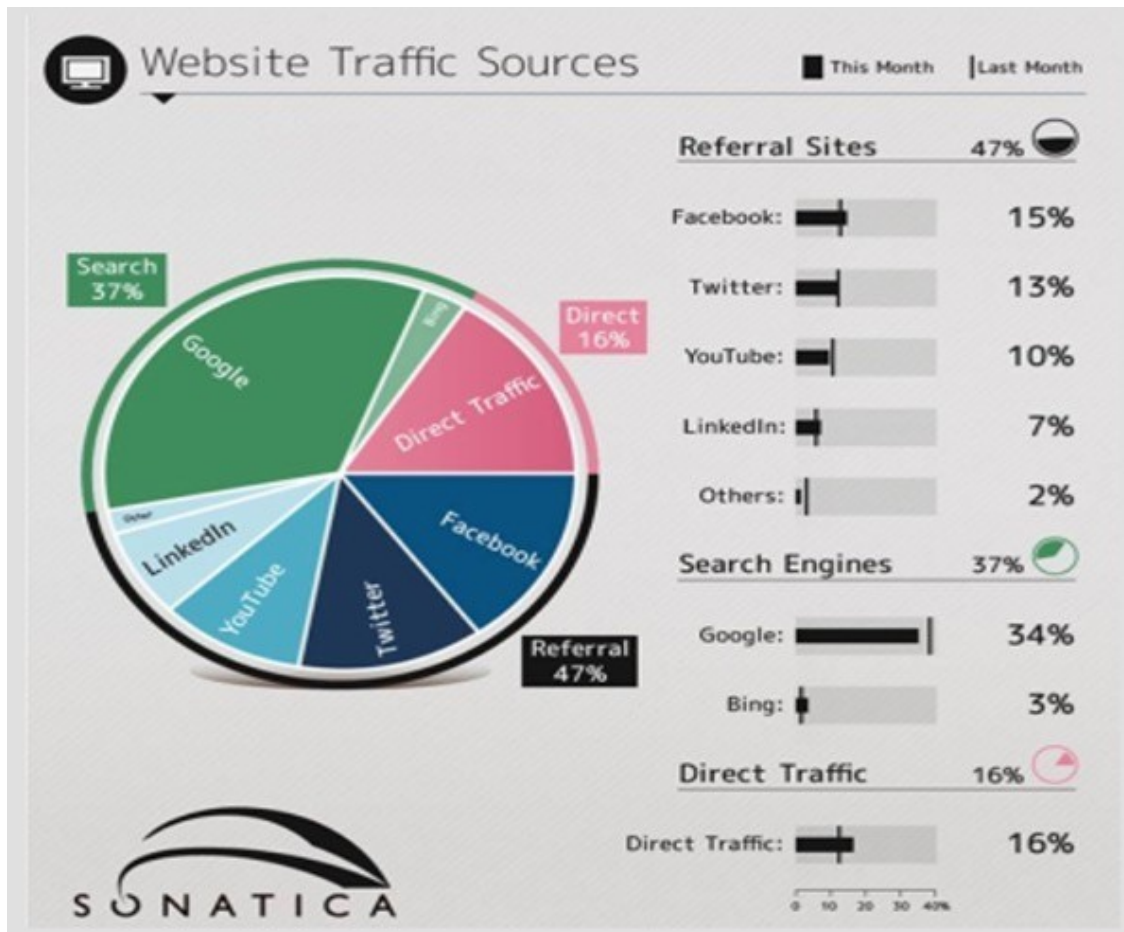 Website Traffic Sources
This Month
Last Month
Search
37%
Direct
16%
Referral
47%
Google
Bing
Direct Traffic
Facebook
Twitter
YouTube
LinkedIn
Other
Referral Sites 47%
Facebook: 15%
Twitter: 13%
YouTube: 10%
LinkedIn: 7%
Others: 2%
Search Engines 37%
Google: 34%
Bing: 3%
Direct Traffic 16%
Direct Traffic: 16%
0 10 20 30 40%
SONATICA